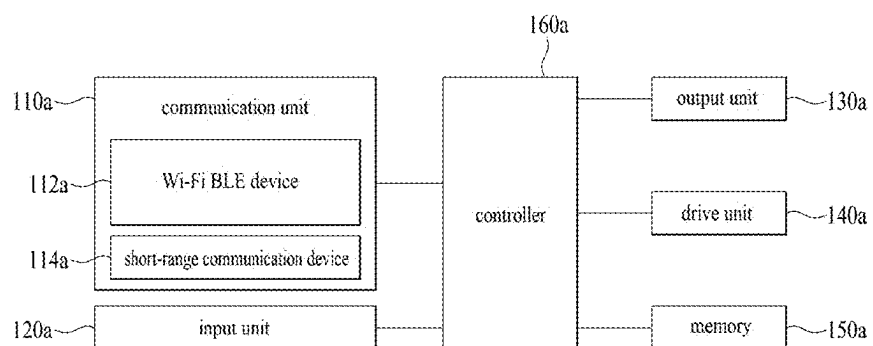 160a
110a
communication unit
output unit
130a
112a
Wi-Fi BLE device
controller
drive unit
140a
114a
short-range communication device
120a
input unit
memory
150a